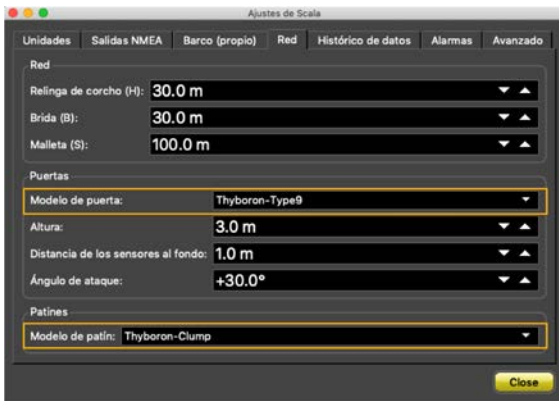 Ajustes de Scala
Unidades Salidas NMEA Barco (propio) Red Histórico de datos Alarmas Avanzado
Red
Relinga de corcho (H): 30.0 m
Brida (B): 30.0 m
Malleta (S): 100.0 m
Puertas
Modelo de puerta: Thyboron-Type9
Altura: 3.0 m
Distancia de los sensores al fondo: 1.0 m
Ángulo de ataque: +30.0°
Patines
Modelo de patín: Thyboron-Clump
Close